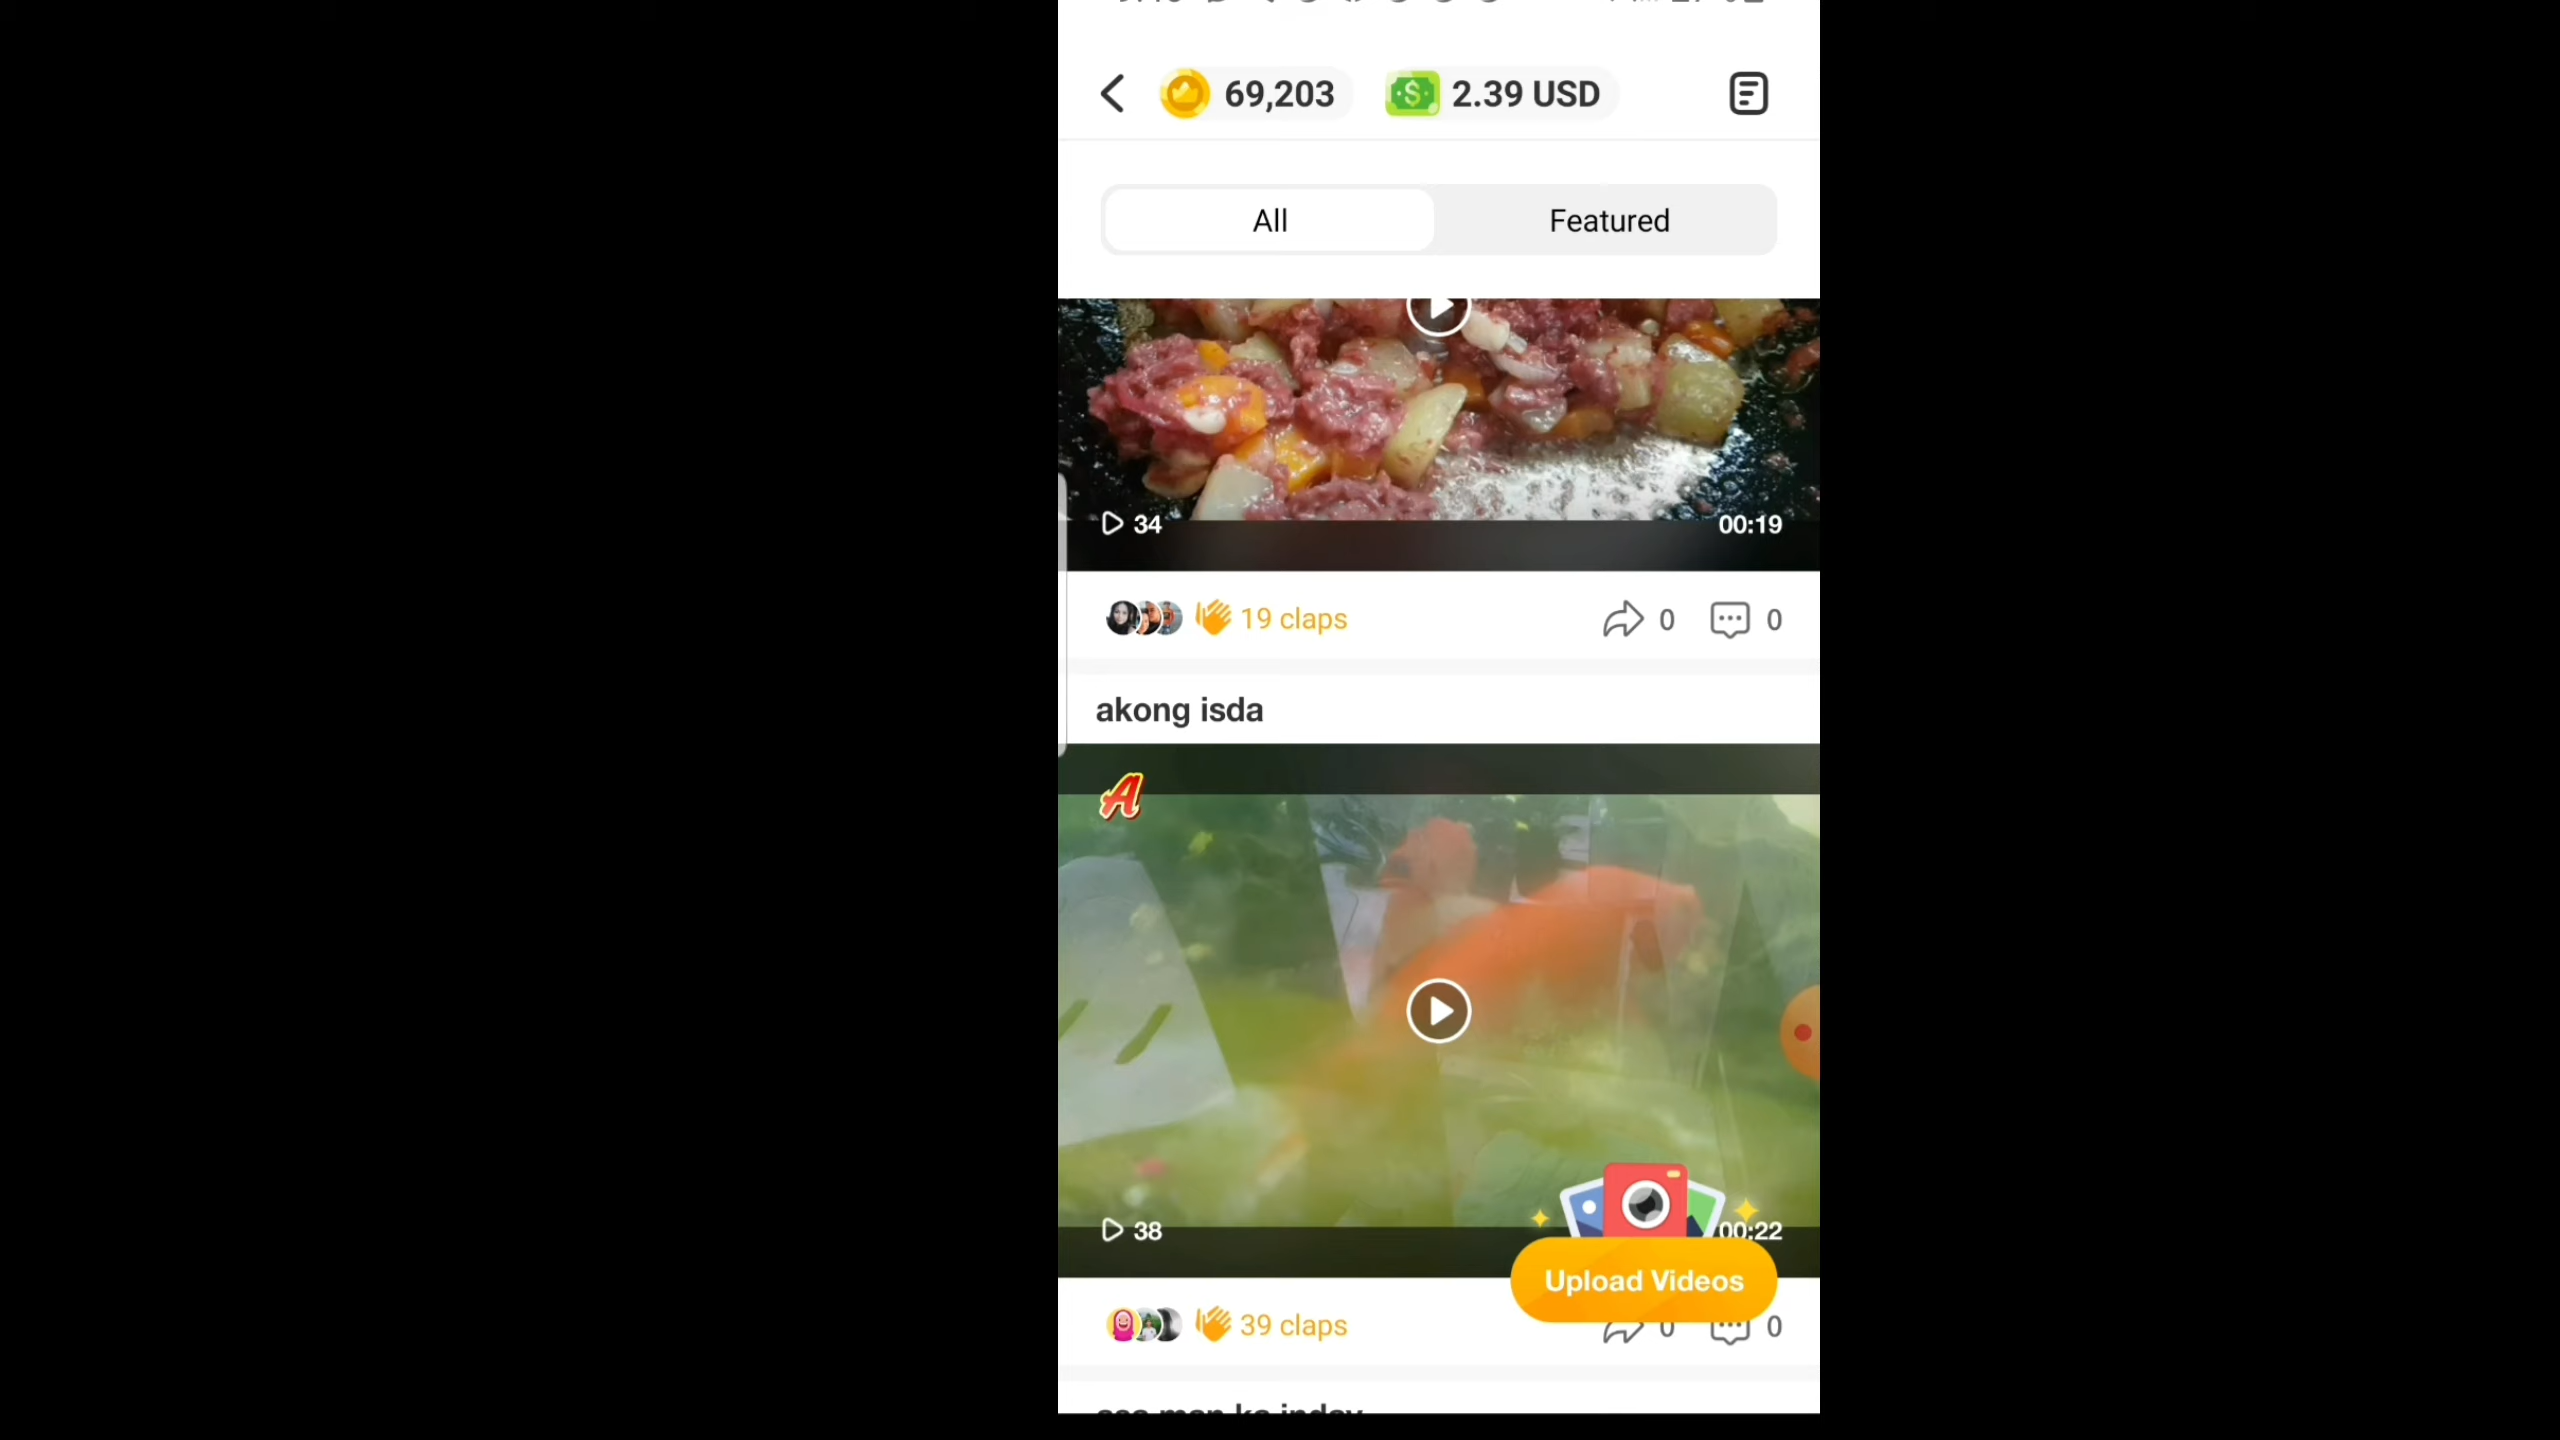 69,203 2.39 USD
All Featured
34 00:19
19 claps 0 0
akong isda
A
38 00:22
Upload Videos
39 claps 0 0